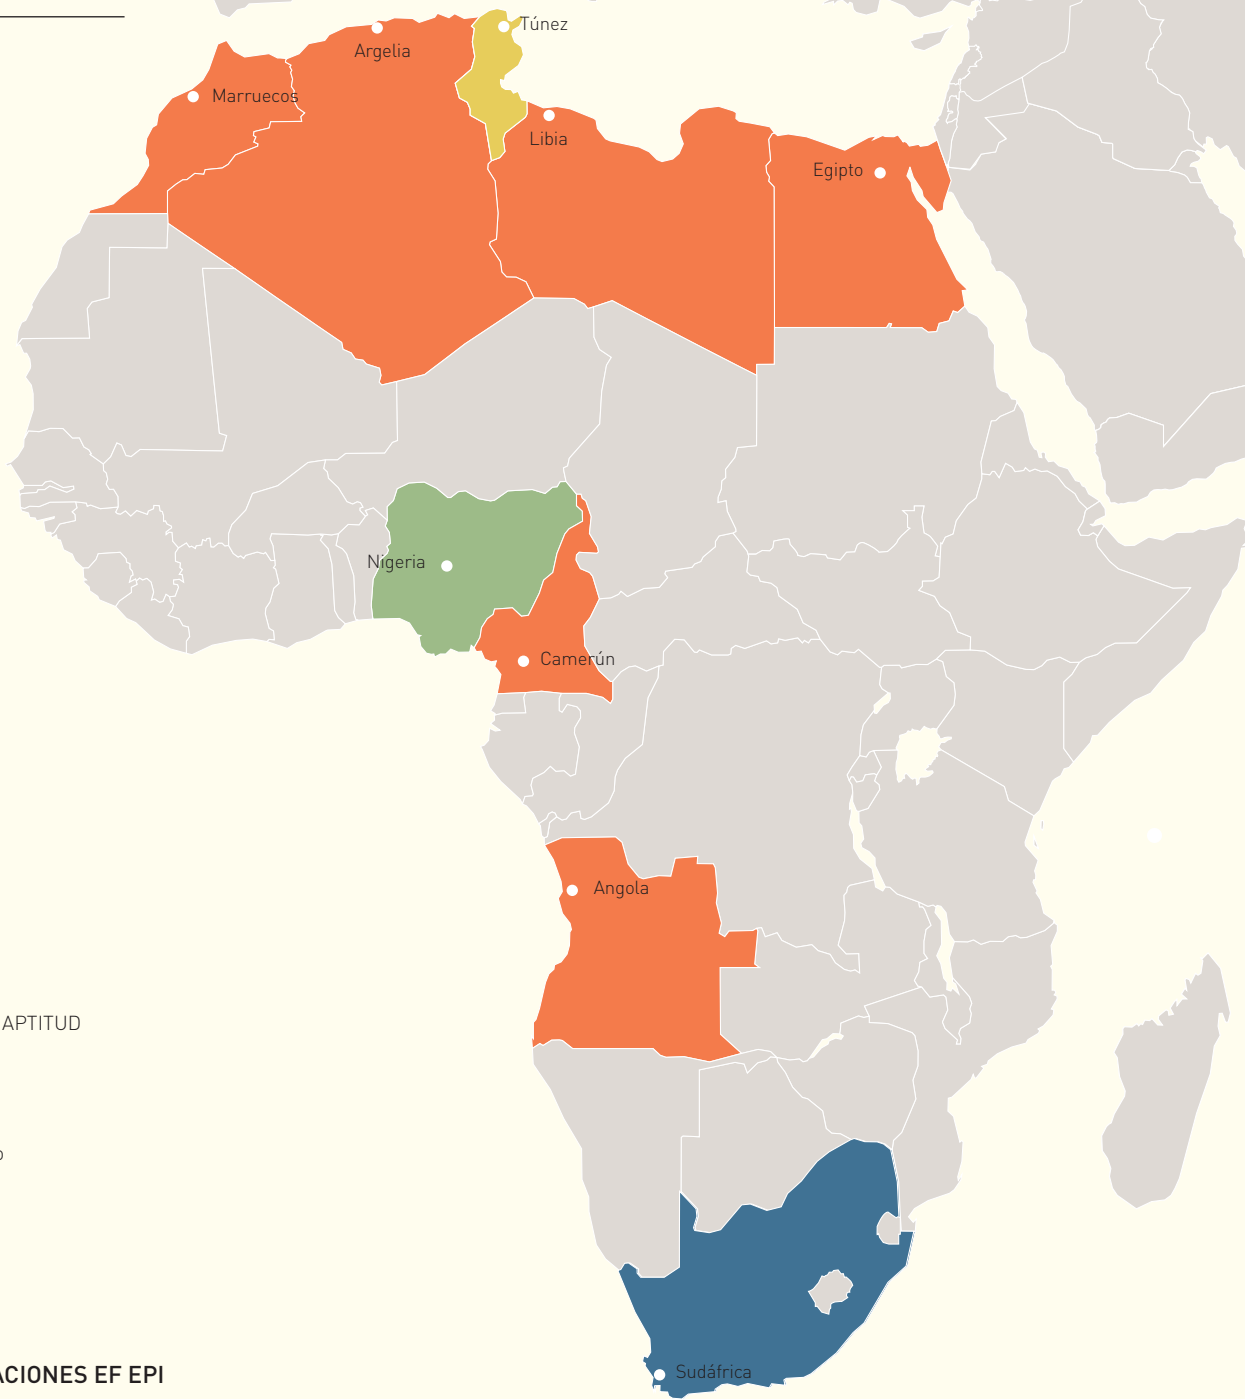 Túnez
Argelia
Marruecos
Libia
Egipto
Nigeria
Camerún
Angola
APTITUD
o
Sudáfrica
ACIONES EF EPI